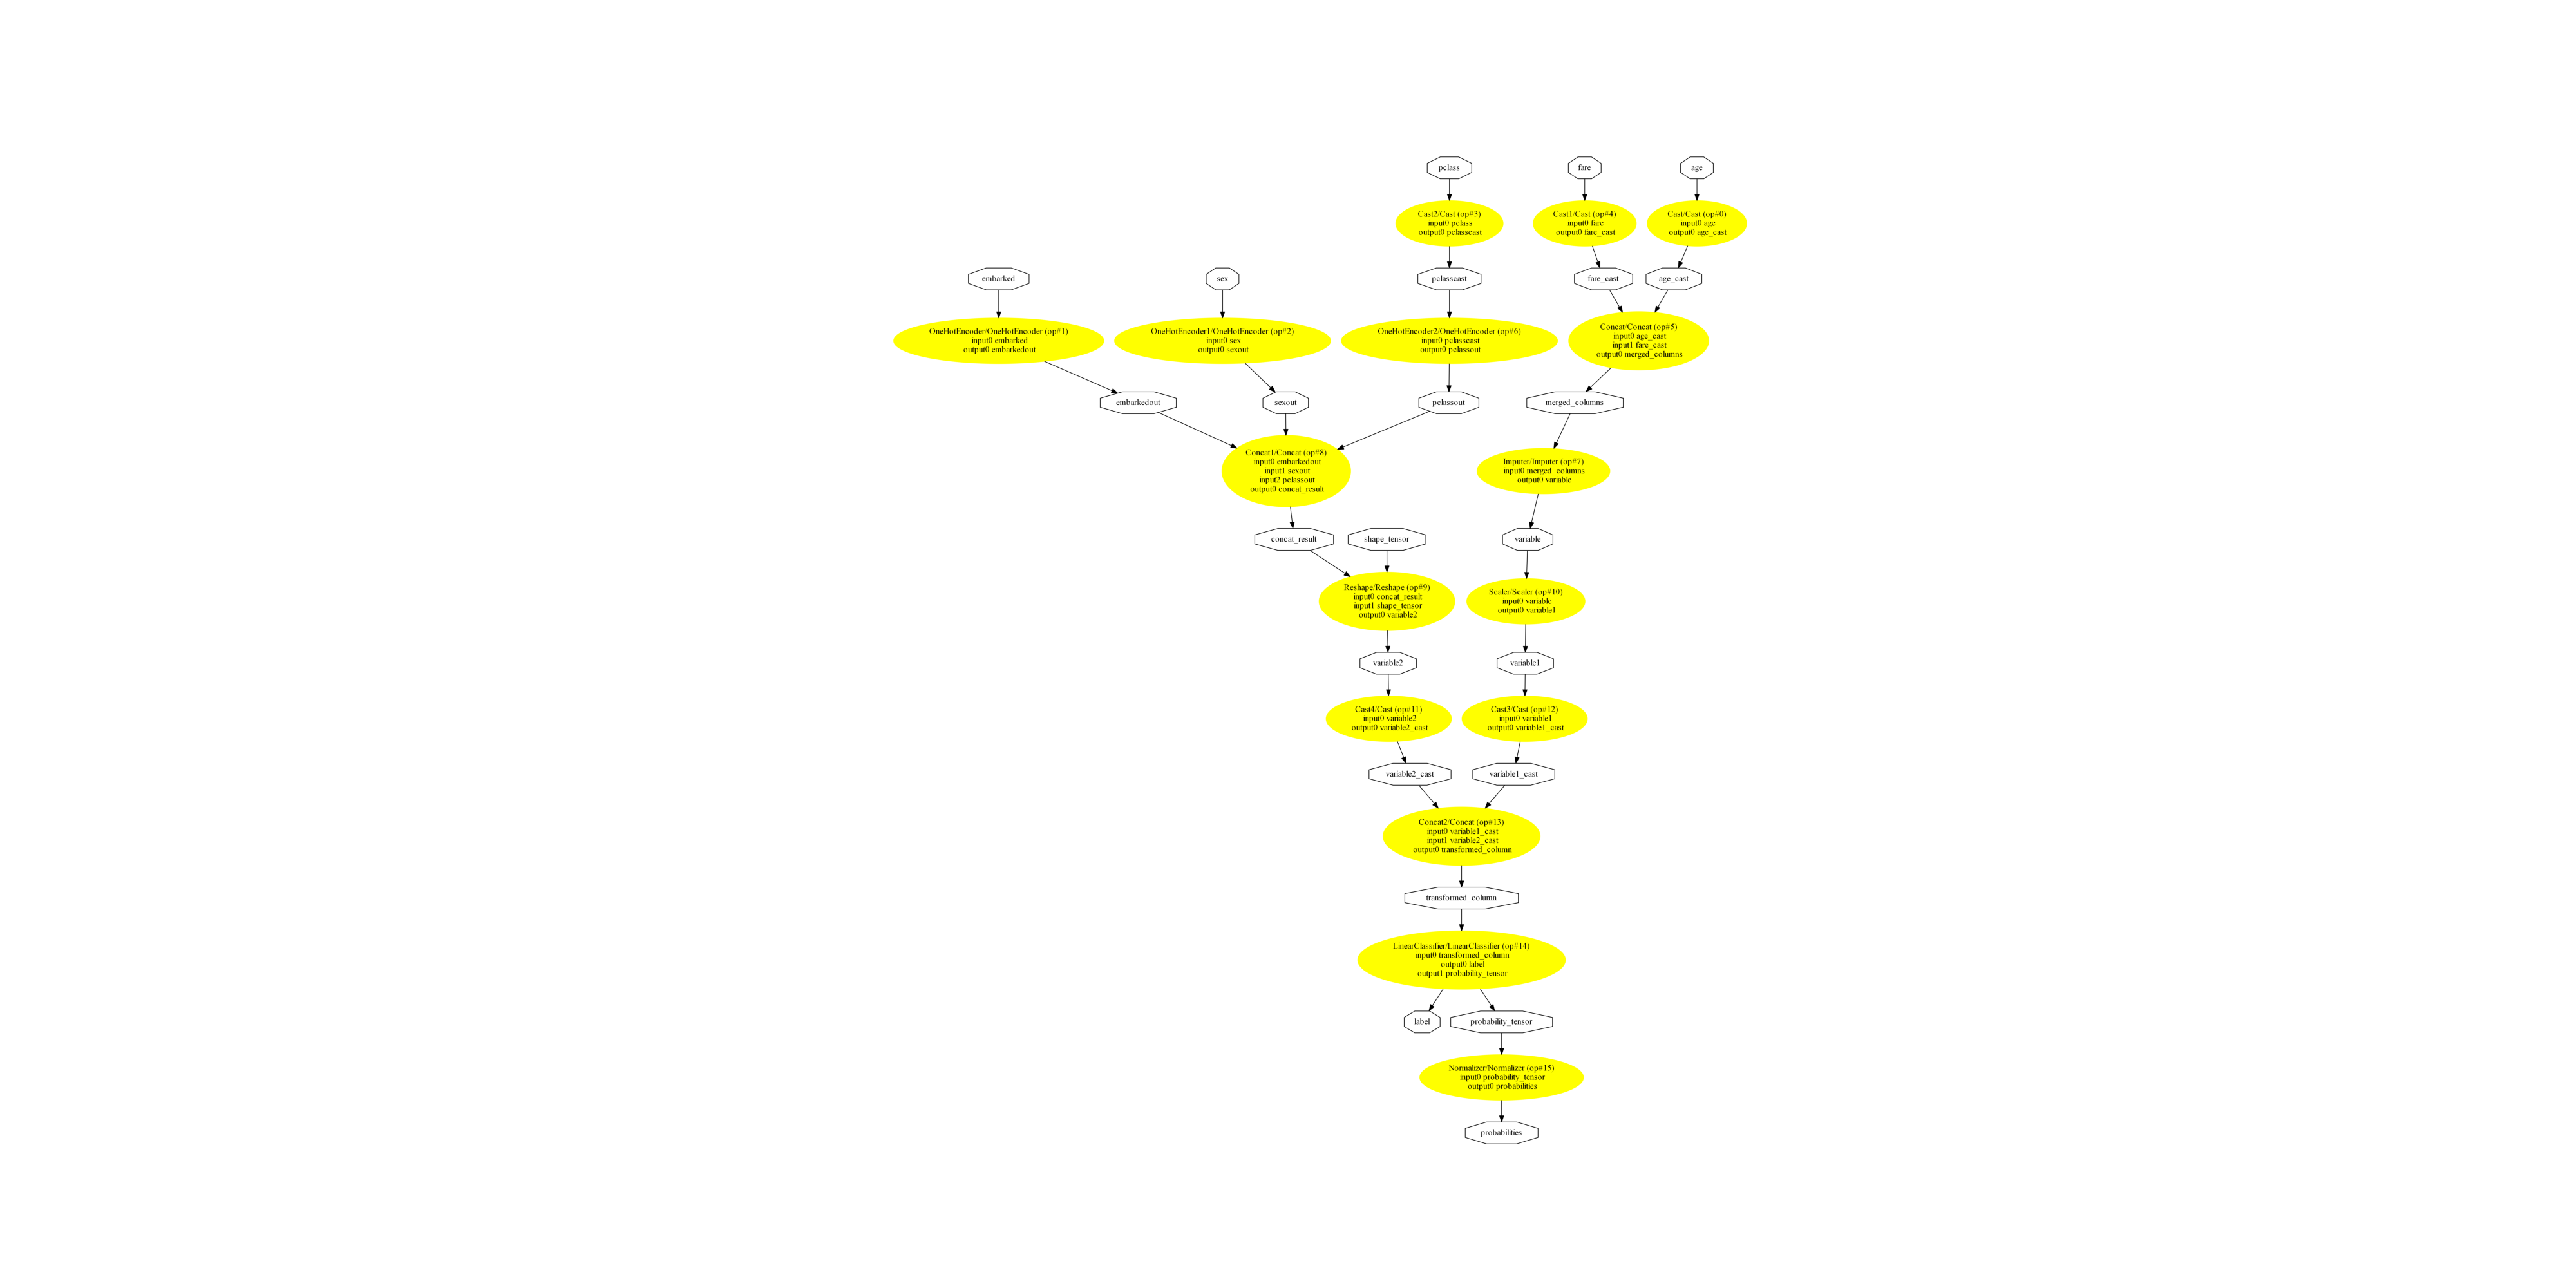 pclass
fare
age
Cast2/Cast (op#3)
input0 pclass
output0 pclasscast
Cast1/Cast (op#4)
input0 fare
output0 fare_cast
Cast/Cast (op#0)
input0 age
output0 age_cast
embarked
sex
pclasscast
fare_cast
age_cast
OneHotEncoder/OneHotEncoder (op#1)
input0 embarked
output0 embarkedout
OneHotEncoder1/OneHotEncoder (op#2)
input0 sex
output0 sexout
OneHotEncoder2/OneHotEncoder (op#6)
input0 pclasscast
output0 pclassout
Concat/Concat (op#5)
input0 age_cast
input1 fare_cast
output0 merged_columns
embarkedout
sexout
pclassout
merged_columns
Concat1/Concat (op#8)
input0 embarkedout
input1 sexout
input2 pclassout
output0 concat_result
Imputer/Imputer (op#7)
input0 merged_columns
output0 variable
concat_result
shape_tensor
variable
Reshape/Reshape (op#9)
input0 concat_result
input1 shape_tensor
output0 variable2
Scaler/Scaler (op#10)
input0 variable
output0 variable1
variable2
variable1
Cast4/Cast (op#11)
input0 variable2
output0 variable2_cast
Cast3/Cast (op#12)
input0 variable1
output0 variable1_cast
variable2_cast
variable1_cast
Concat2/Concat (op#13)
input0 variable1_cast
input1 variable2_cast
output0 transformed_column
transformed_column
LinearClassifier/LinearClassifier (op#14)
input0 transformed_column
output0 label
output1 probability_tensor
label
probability_tensor
Normalizer/Normalizer (op#15)
input0 probability_tensor
output0 probabilities
probabilities